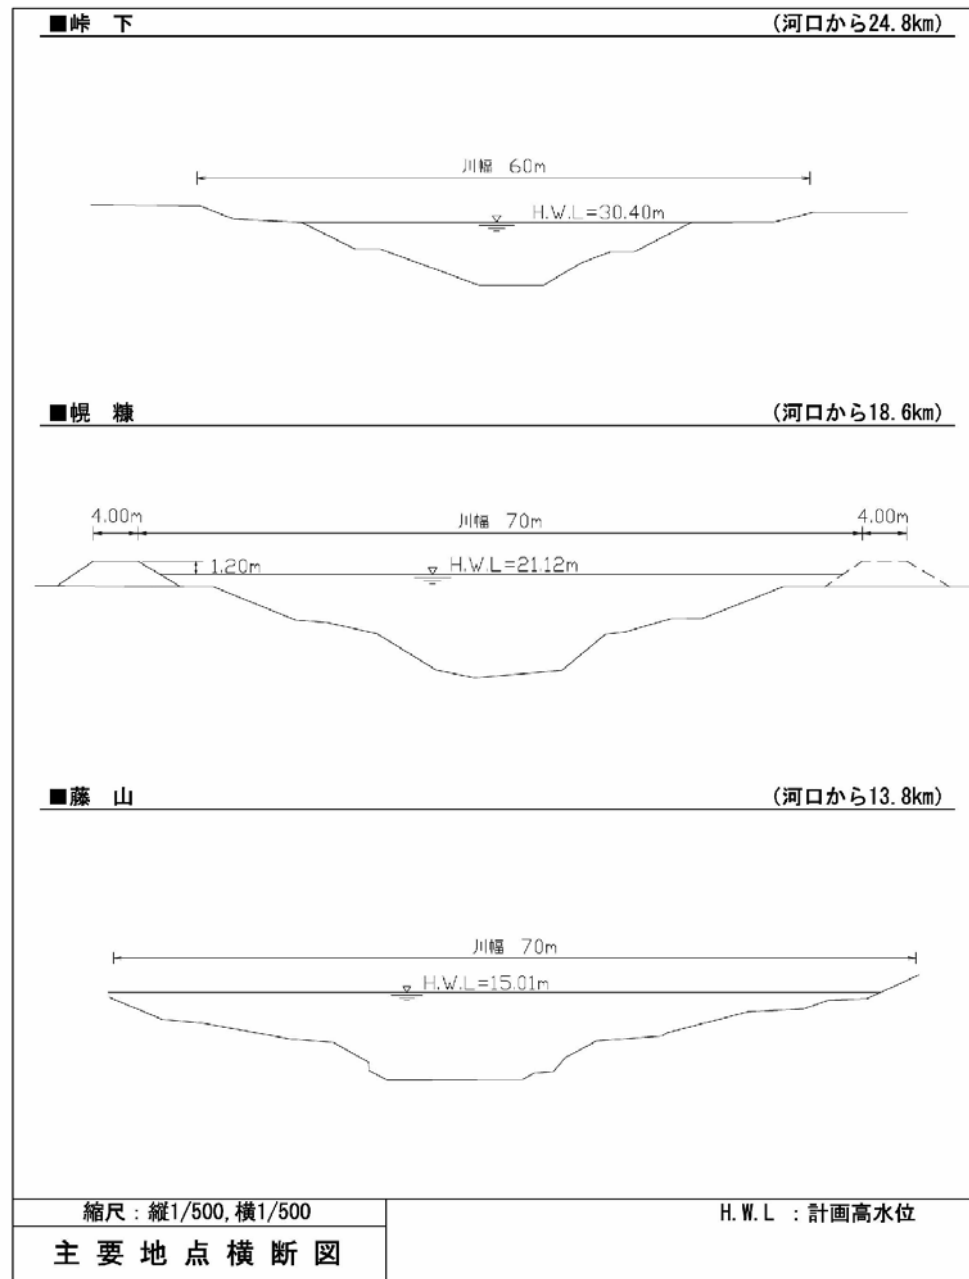 ■峠 下 (河口から24.8km)
川幅 60m
H.W.L=30.40m
■幌 糠 (河口から18.6km)
4.00m 川幅 70m 4.00m
1.20m H.W.L=21.12m
■藤 山 (河口から13.8km)
川幅 70m
H.W.L=15.01m
縮尺：縦1/500,横1/500 H.W.L ：計画高水位
主 要 地 点 横 断 図